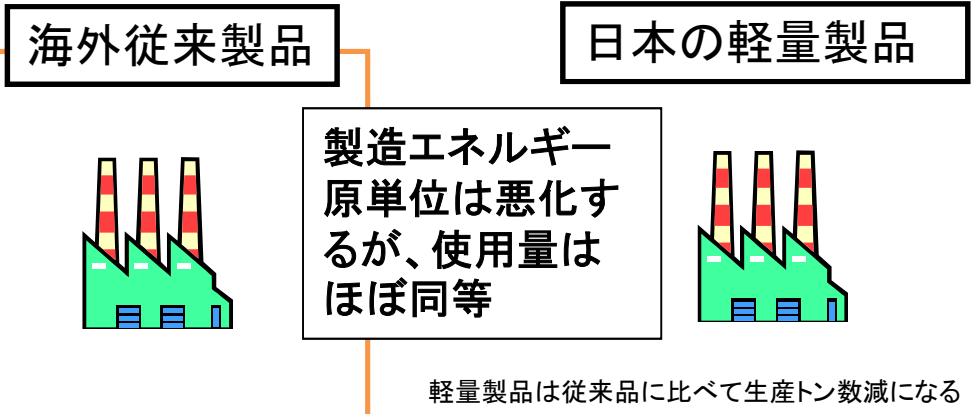 海外従来製品
日本の軽量製品
製造エネルギー
原単位は悪化す
るが、使用量は
ほぼ同等
軽量製品は従来品に比べて生産トン数減になる